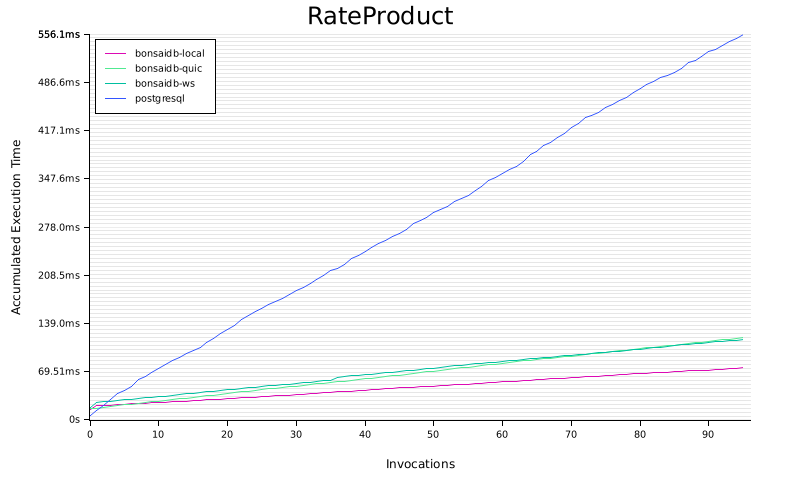 RateProduct
556.1ms
bonsaidb-local
bonsaidb-quic
bonsaidb-ws
postgresql
486.6ms
417.1ms
347.6ms
278.0ms
208.5ms
139.0ms
69.51ms
0s
Accumulated Execution Time
0 10 20 30 40 50 60 70 80 90
Invocations